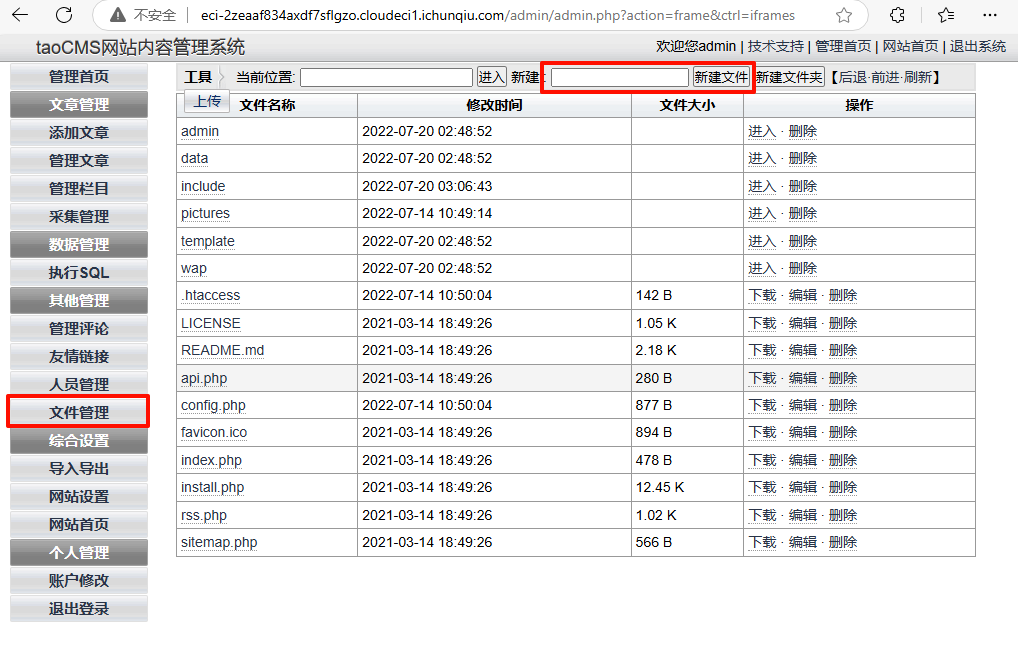 不安全 eci-2zeaaf834axdf7sflgzo.cloudeci1.ichunqiu.com/admin/admin.php?action=frame&ctrl=iframes
taoCMS网站内容管理系统 欢迎您admin | 技术支持 | 管理首页 | 网站首页 | 退出系统
管理首页
文章管理
添加文章
管理文章
管理栏目
采集管理
数据管理
执行SQL
其他管理
管理评论
友情链接
人员管理
文件管理
综合设置
导入导出
网站设置
网站首页
个人管理
账户修改
退出登录
工具 当前位置: 进入 新建: 新建文件 新建文件夹 【后退·前进·刷新】
上传 文件名称 修改时间 文件大小 操作
admin 2022-07-20 02:48:52 进入 · 删除
data 2022-07-20 02:48:52 进入 · 删除
include 2022-07-20 03:06:43 进入 · 删除
pictures 2022-07-14 10:49:14 进入 · 删除
template 2022-07-20 02:48:52 进入 · 删除
wap 2022-07-20 02:48:52 进入 · 删除
.htaccess 2022-07-14 10:50:04 142 B 下载 · 编辑 · 删除
LICENSE 2021-03-14 18:49:26 1.05 K 下载 · 编辑 · 删除
README.md 2021-03-14 18:49:26 2.18 K 下载 · 编辑 · 删除
api.php 2021-03-14 18:49:26 280 B 下载 · 编辑 · 删除
config.php 2022-07-14 10:50:04 877 B 下载 · 编辑 · 删除
favicon.ico 2021-03-14 18:49:26 894 B 下载 · 编辑 · 删除
index.php 2021-03-14 18:49:26 478 B 下载 · 编辑 · 删除
install.php 2021-03-14 18:49:26 12.45 K 下载 · 编辑 · 删除
rss.php 2021-03-14 18:49:26 1.02 K 下载 · 编辑 · 删除
sitemap.php 2021-03-14 18:49:26 566 B 下载 · 编辑 · 删除